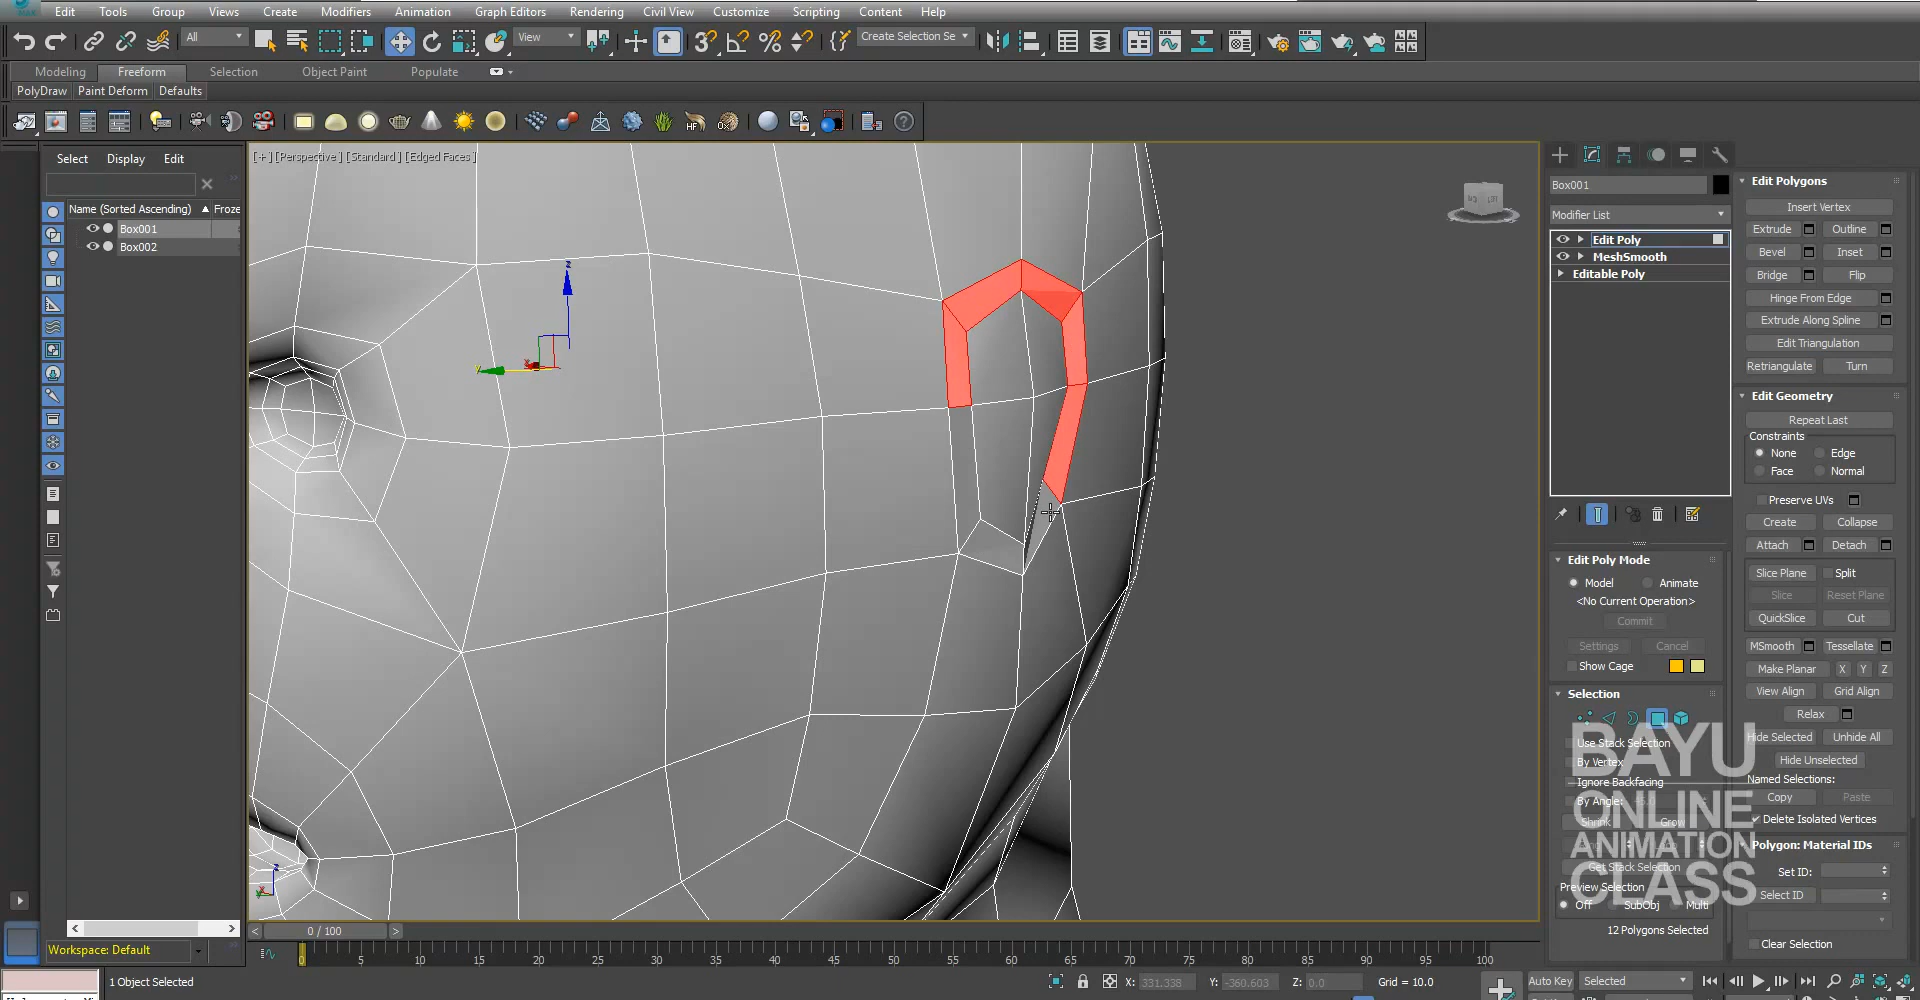 Edit Tools Group Views Create Modifiers Animation Graph Editors Rendering Civil View Customize Scripting Content Help
All View Create Selection Se
Modeling Freeform Selection Object Paint Populate
PolyDraw Paint Deform Defaults
Select Display Edit
Name (Sorted Ascending) Froze
Box001
Box002
[+] [Perspective] [Standard] [Edged Faces]
z
y
x
z
x
y
Box001
Modifier List
Edit Poly
MeshSmooth
Editable Poly
Edit Poly Mode
Model Animate
<No Current Operation>
Commit
Settings Cancel
Show Cage
Selection
Use Stack Selection
By Vertex
Ignore Backfacing
By Angle:
Shrink Grow
Get Stack Selection
Preview Selection
Off SubObj Multi
12 Polygons Selected
Edit Polygons
Insert Vertex
Extrude Outline
Bevel Inset
Bridge Flip
Hinge From Edge
Extrude Along Spline
Edit Triangulation
Retriangulate Turn
Edit Geometry
Repeat Last
Constraints
None Edge
Face Normal
Preserve UVs
Create Collapse
Attach Detach
Slice Plane Split
Slice Reset Plane
QuickSlice Cut
MSmooth Tessellate
Make Planar X Y Z
View Align Grid Align
Relax
Hide Selected Unhide All
Hide Unselected
Named Selections:
Copy Paste
Delete Isolated Vertices
Polygon: Material IDs
Set ID:
Select ID
Clear Selection
BAYU
ONLINE
ANIMATION
CLASS
0 / 100
Workspace: Default
0 5 10 15 20 25 30 35 40 45 50 55 60 65 70 75 80 85 90 95 100
1 Object Selected
X: 331.338 Y: -360.603 Z: 0.0 Grid = 10.0
Auto Key Selected